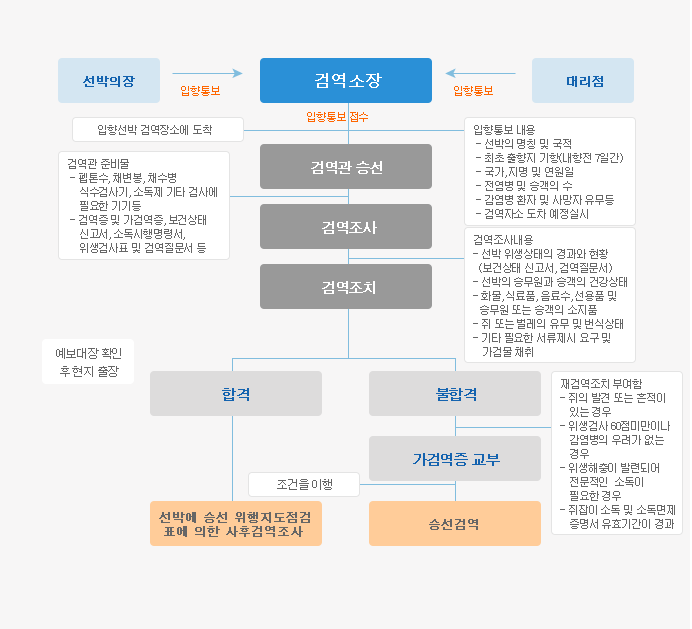 선박의장
입항통보
검역소장
입항통보
대리점
입항통보 접수
입항선박 검역장소에 도착
검역관 준비물
- 펩톤수, 채변봉, 채수병
식수검사기, 소독제 기타 검사에
필요한 기기등
- 검역증 및 가검역증, 보건상태
신고서, 소독시행명령서,
위생검사표 및 검역질문서 등
검역관 승선
검역조사
검역조치
입항통보 내용
- 선박의 명칭 및 국적
- 최초 출항지 기항(내항전 7일간)
- 국가,지명 및 연원일
- 전염병 및 승객의 수
- 감염병 환자 및 사망자 유무등
- 검역자소 도차 예정실시
검역조사내용
- 선박 위생상태의 경과와 현황
(보건상태 신고서, 검역질문서)
- 선박의 승무원과 승객의 건강상태
- 화물,식료품, 음료수,선용품 및
승무원 또는 승객의 소지품
- 쥐 또는 벌레의 유무 및 번식상태
- 기타 필요한 서류제시 요구 및
가검물 채취
예보대장 확인
후 현지 출장
합격
불합격
가검역증 교부
조건을 이행
선박에 승선 위행지도점검
표에 의한 사후검역조사
승선검역
재검역조치 부여함
- 쥐의 발견 또는 흔적이
있는 경우
- 위생검사 60점미만이나
감염병의 우려가 없는
경우
- 위생해충이 발련되어
전문적인 소독이
필요한 경우
- 쥐잡이 소독 및 소독면제
증명서 유효기간이 경과